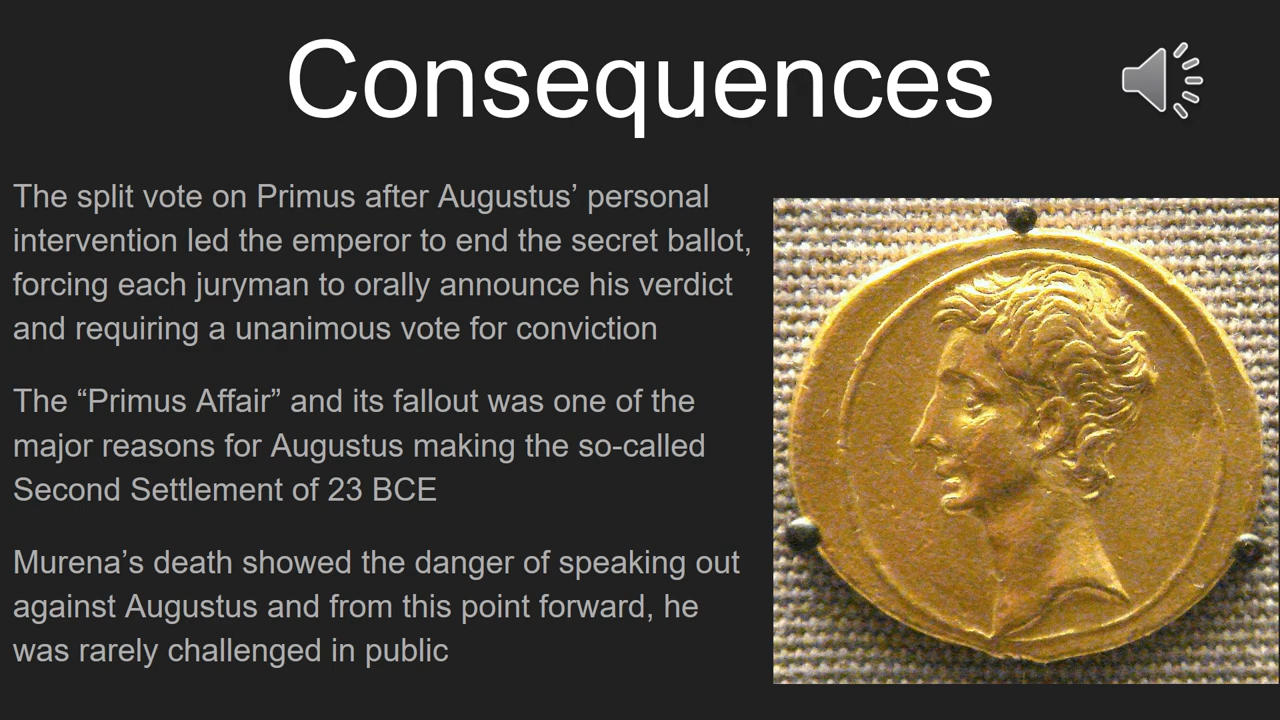 Consequences
The split vote on Primus after Augustus’ personal
intervention led the emperor to end the secret ballot,
forcing each juryman to orally announce his verdict
and requiring a unanimous vote for conviction
The “Primus Affair” and its fallout was one of the
major reasons for Augustus making the so-called
Second Settlement of 23 BCE
Murena’s death showed the danger of speaking out
against Augustus and from this point forward, he
was rarely challenged in public